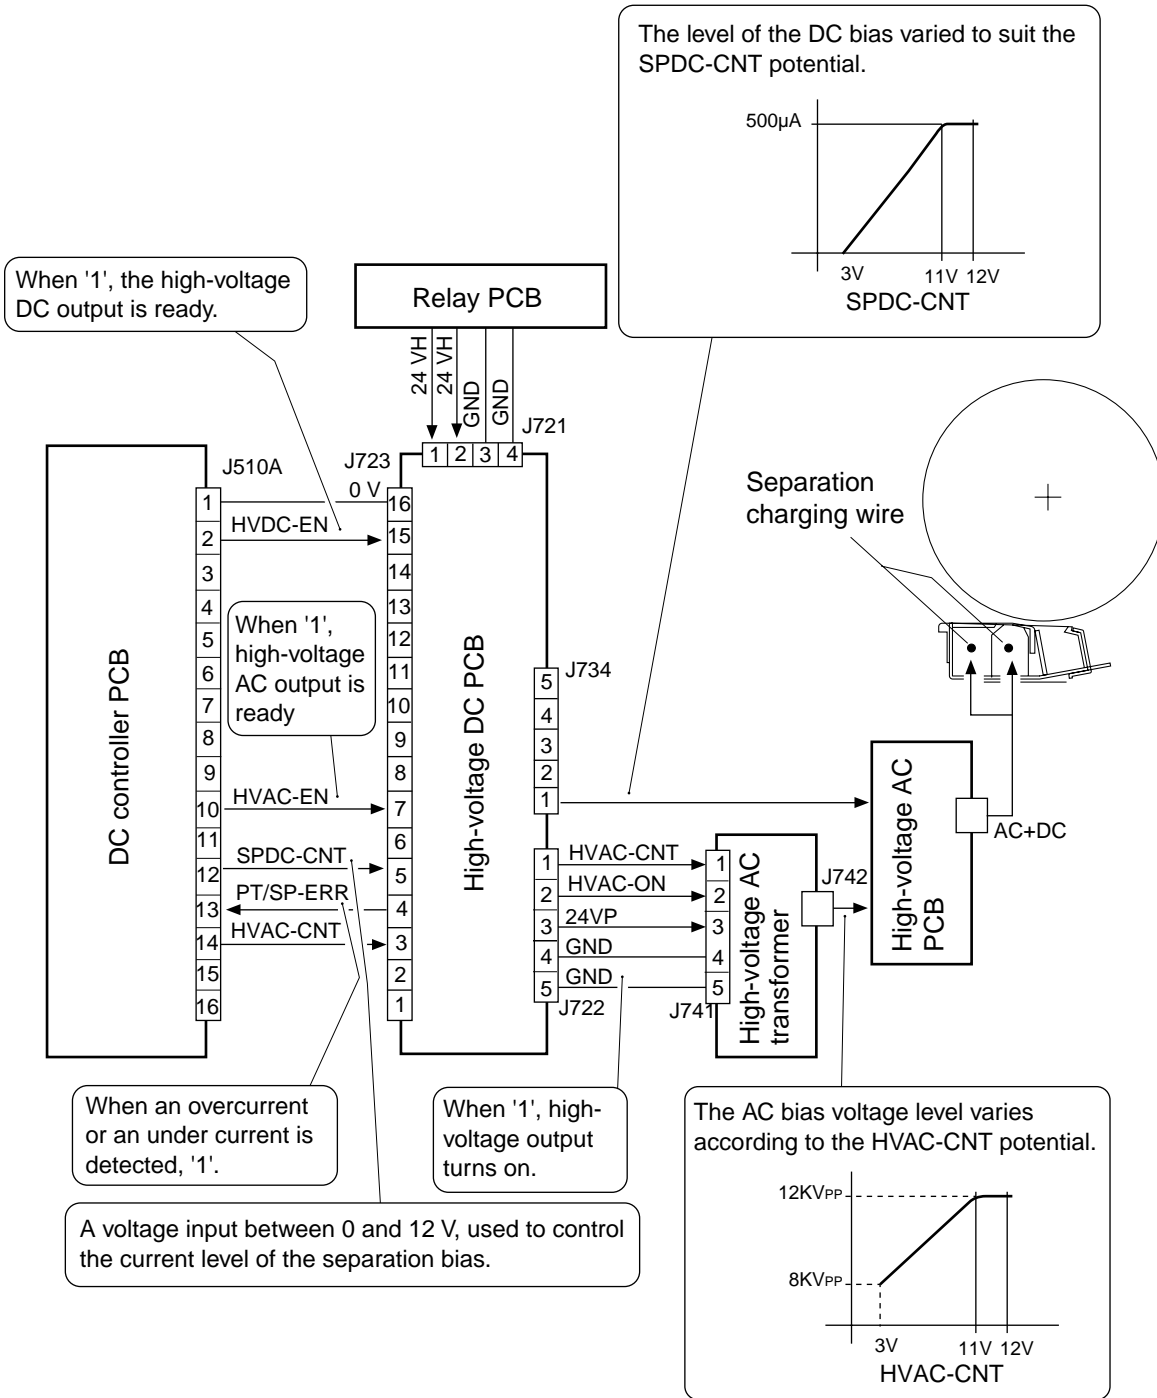 The level of the DC bias varied to suit the
SPDC-CNT potential.
500µA
3V
11V 12V
SPDC-CNT
When '1', the high-voltage
DC output is ready.
Relay PCB
24 VH
24 VH
GND
GND
J721
1 2 3 4
J510A
J723
0 V
HVDC-EN
1
2
3
4
5
6
7
8
9
10
11
12
13
14
15
16
16
15
14
13
12
11
10
9
8
7
6
5
4
3
2
1
DC controller PCB
High-voltage DC PCB
When '1',
high-voltage
AC output is
ready
HVAC-EN
SPDC-CNT
PT/SP-ERR
HVAC-CNT
J734
5
4
3
2
1
Separation
charging wire
1
2
3
4
5
J722
HVAC-CNT
HVAC-ON
24VP
GND
GND
1
2
3
4
5
J741
High-voltage AC
transformer
J742
High-voltage AC
PCB
AC+DC
When an overcurrent
or an under current is
detected, '1'.
When '1', high-
voltage output
turns on.
A voltage input between 0 and 12 V, used to control
the current level of the separation bias.
The AC bias voltage level varies
according to the HVAC-CNT potential.
12KVPP
8KVPP
3V
11V 12V
HVAC-CNT